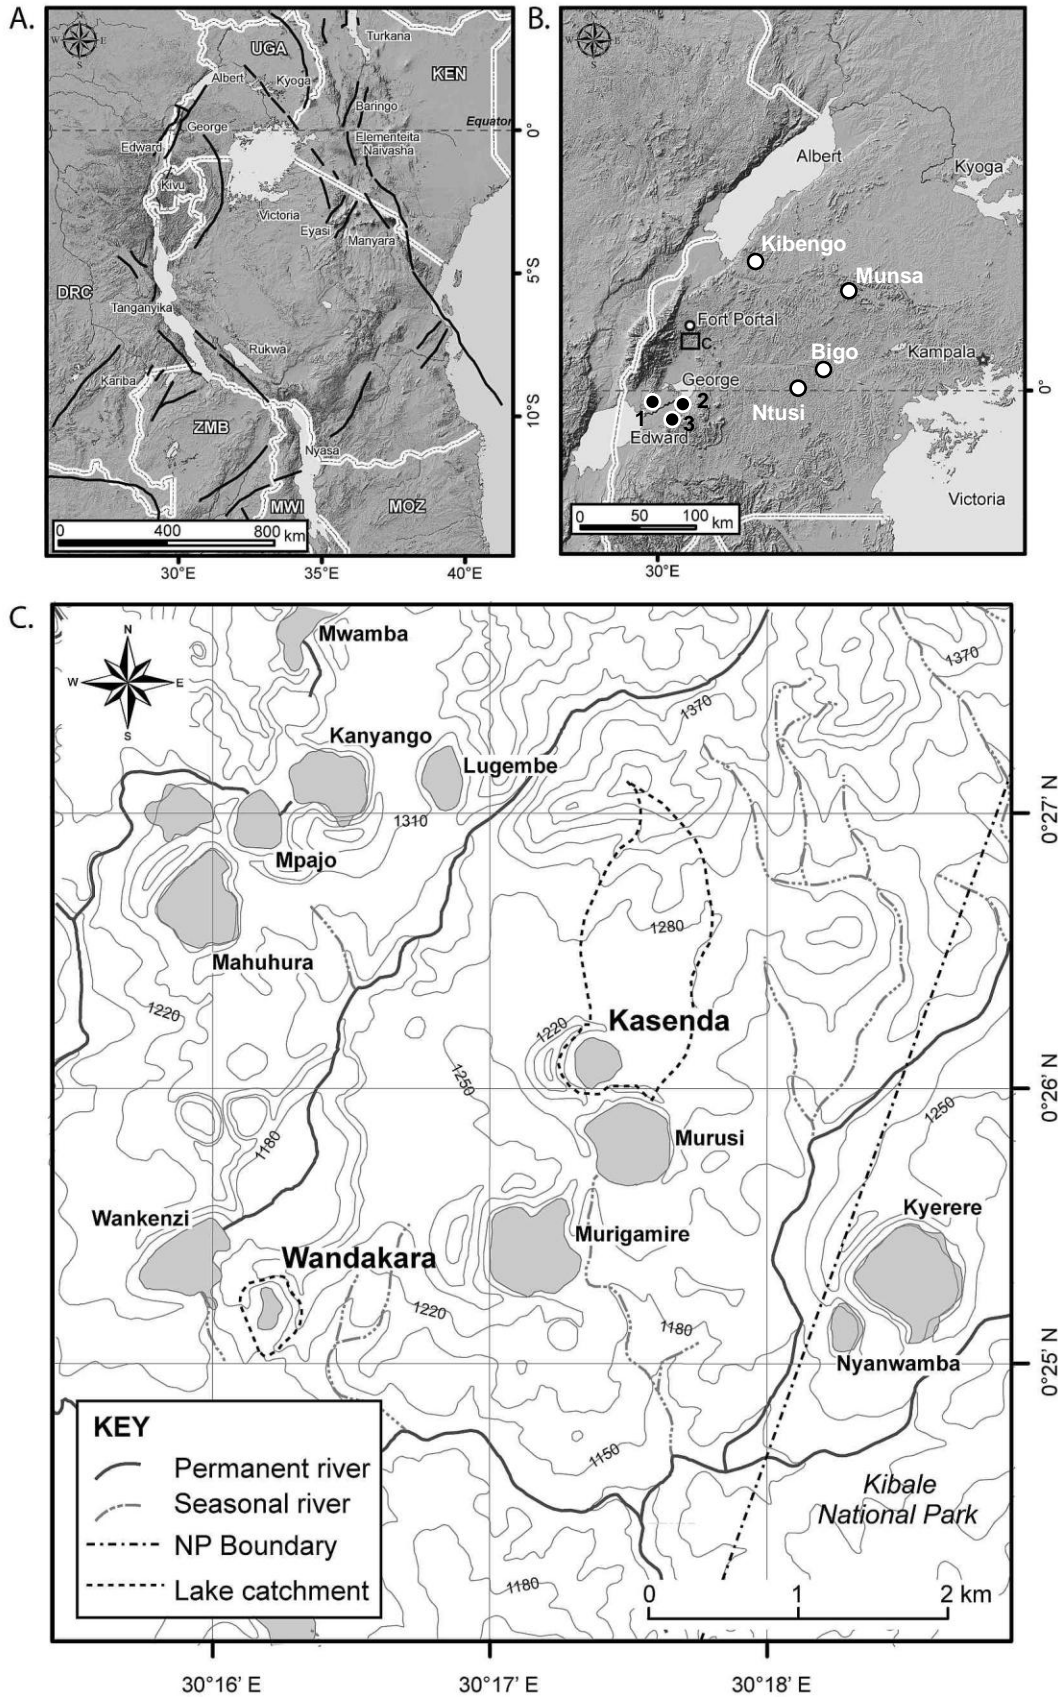 A.
N
W
E
S
UGA
Turkana
KEN
Albert
Kyoga
Baringo
George
Equator
0°
Elementeita
Naivasha
Edward
Kivu
Victoria
Eyasi
Manyara
5°S
DRC
Tanganyika
Rukwa
Kariba
10°S
ZMB
Nyasa
MWI
MOZ
0 400 800 km
30°E 35°E 40°E
B.
N
W
E
S
Albert
Kyoga
Kibengo
Munsa
Fort Portal
C
Bigo
Kampala
George
0°
1
2
3
Ntusi
Edward
Victoria
0 50 100 km
30°E
C.
N
W
E
S
Mwamba
1370
1370
Kanyango
Lugembe
0°27' N
1310
Mpajo
1280
Mahuhura
1220
1220
Kasenda
1250
0°26' N
1250
1180
Murusi
Wankenzi
Kyerere
Murigamire
Wandakara
1220
1180
Nyanwamba
0°25' N
KEY
Permanent river
Seasonal river
NP Boundary
Lake catchment
1150
Kibale
National Park
1180
0 1 2 km
30°16' E 30°17' E 30°18' E